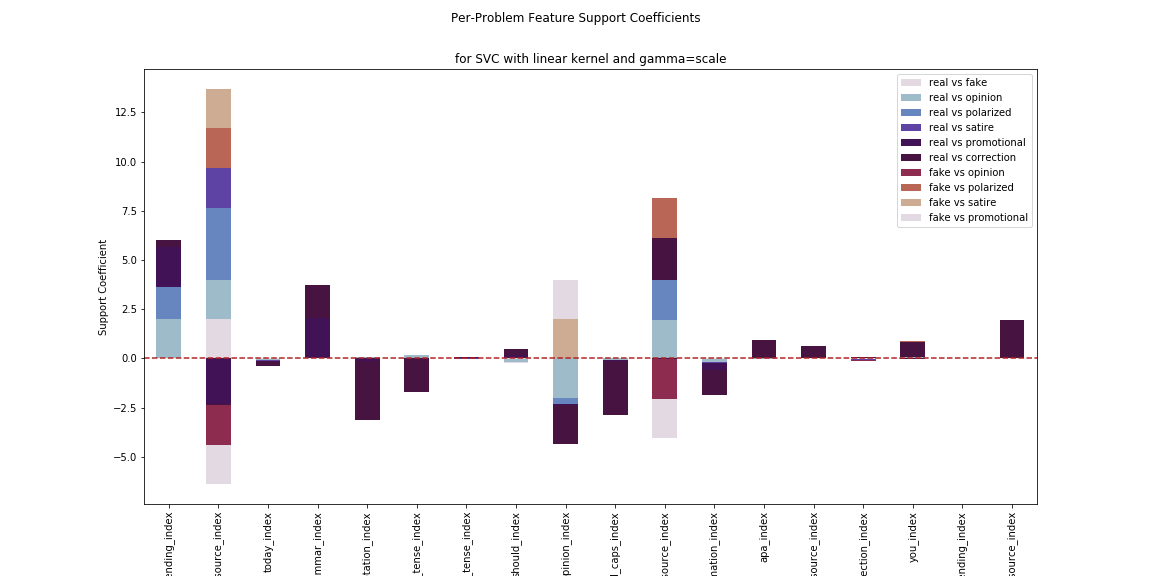 Per-Problem Feature Support Coefficients
for SVC with linear kernel and gamma=scale
real vs fake
real vs opinion
real vs polarized
real vs satire
real vs promotional
real vs correction
fake vs opinion
fake vs polarized
fake vs satire
fake vs promotional
Support Coefficient
12.5
10.0
7.5
5.0
2.5
0.0
−2.5
−5.0
ending_index
source_index
today_index
mmar_index
tation_index
_tense_index
_tense_index
should_index
pinion_index
l_caps_index
source_index
mation_index
apa_index
source_index
ection_index
you_index
ending_index
source_index